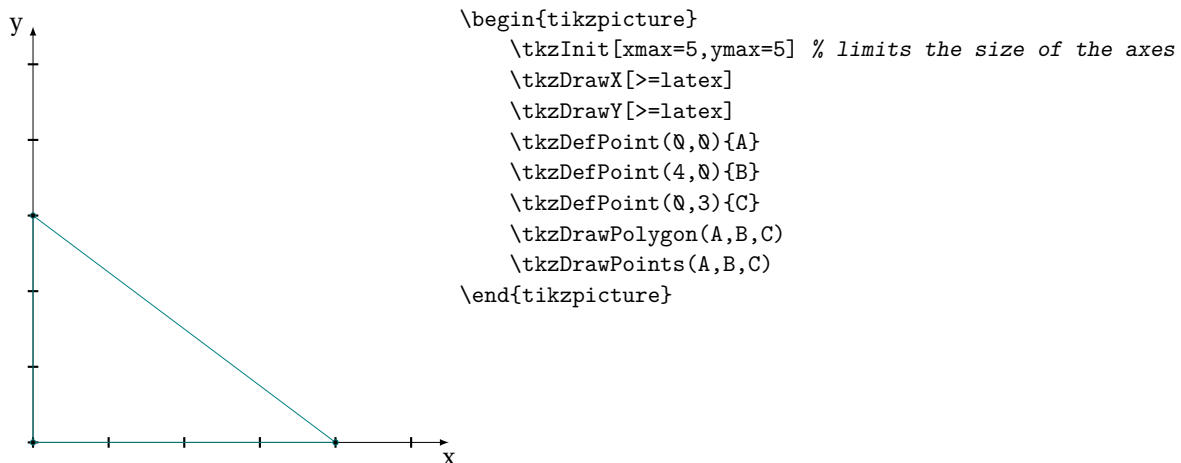 y
x
\begin{tikzpicture}
    \tkzInit[xmax=5,ymax=5] % limits the size of the axes
    \tkzDrawX[>=latex]
    \tkzDrawY[>=latex]
    \tkzDefPoint(0,0){A}
    \tkzDefPoint(4,0){B}
    \tkzDefPoint(0,3){C}
    \tkzDrawPolygon(A,B,C)
    \tkzDrawPoints(A,B,C)
\end{tikzpicture}